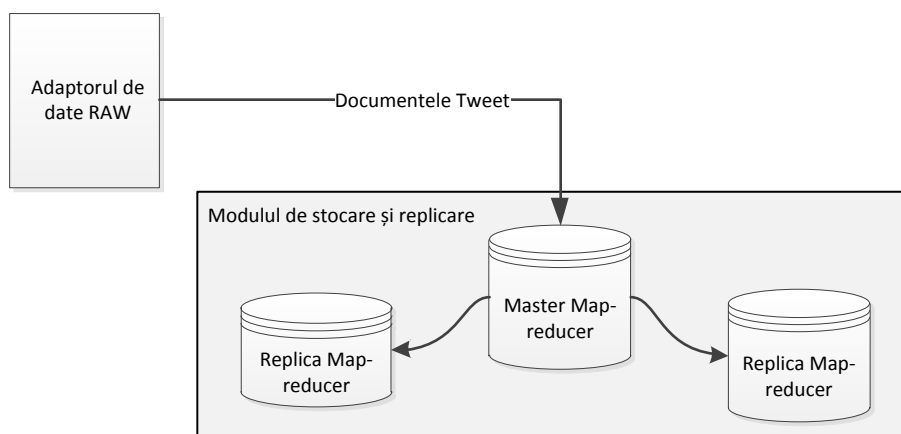 Adaptorul de
date RAW
Documentele Tweet
Modulul de stocare și replicare
Master Map-
reducer
Replica Map-
reducer
Replica Map-
reducer